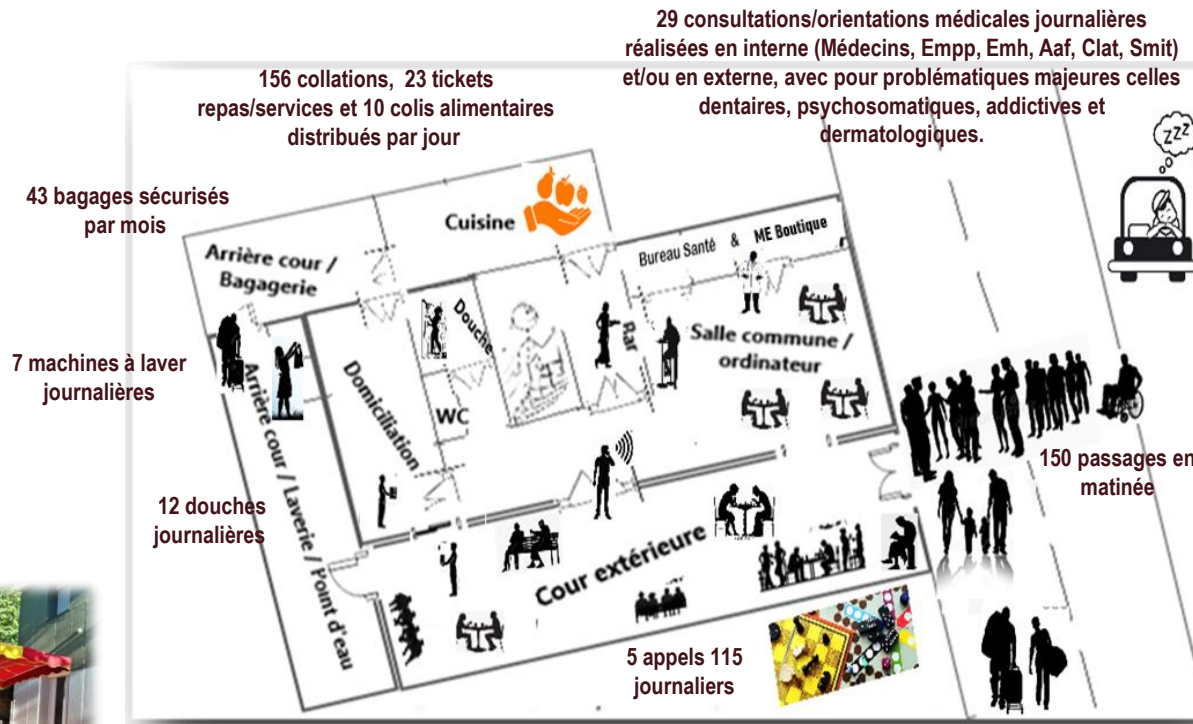 29 consultations/orientations médicales journalières
réalisées en interne (Médecins, Empp, Emh, Aaf, Clat, Smit)
et/ou en externe, avec pour problématiques majeures celles
dentaires, psychosomatiques, addictives et
dermatologiques.
156 collations, 23 tickets
repas/services et 10 colis alimentaires
distribués par jour
zzz
43 bagages sécurisés
par mois
Cuisine
Bureau Santé & ME Boutique
Arrière cour /
Bagagerie
Douche
Bar
Salle commune /
ordinateur
7 machines à laver
journalières
Domiciliation
WC
Arrière cour / Laverie / Point d'eau
150 passages en
matinée
12 douches
journalières
Cour extérieure
5 appels 115
journaliers